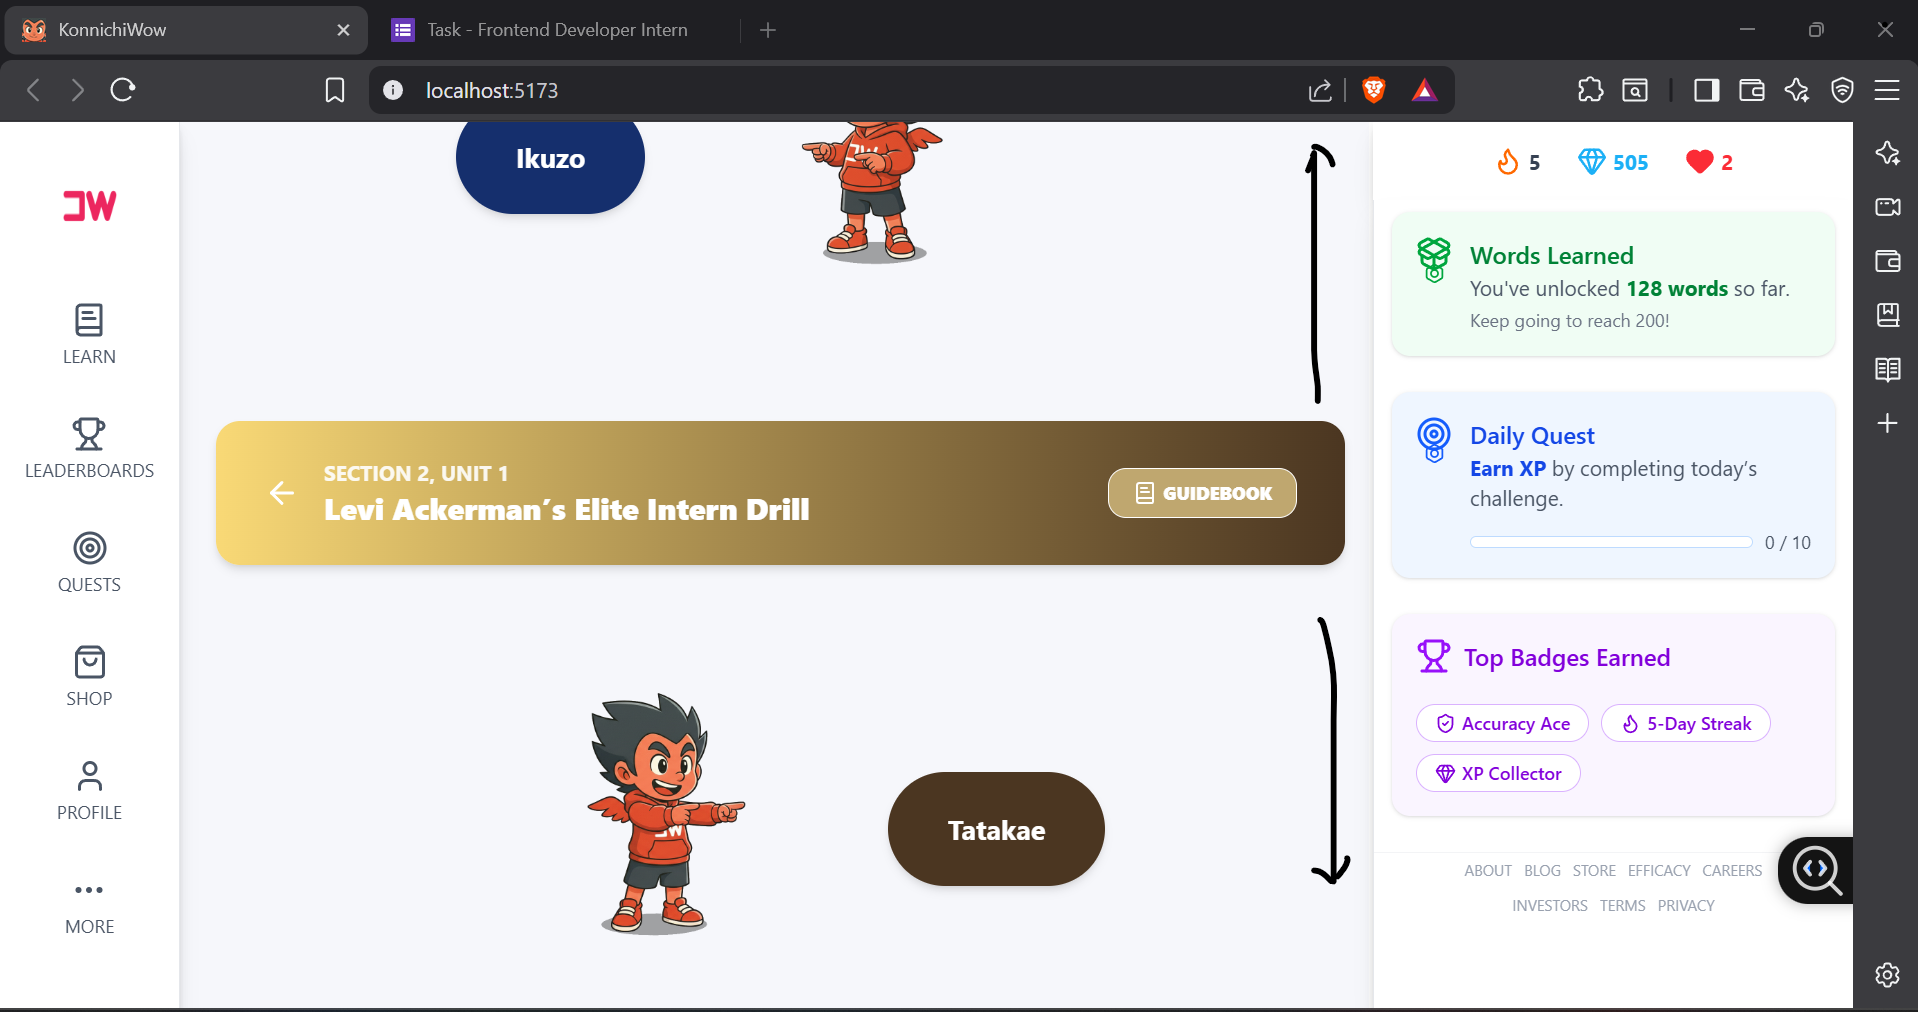 KonnichiWow
Task - Frontend Developer Intern
localhost:5173
LEARN
LEADERBOARDS
QUESTS
SHOP
PROFILE
MORE
Ikuzo
SECTION 2, UNIT 1
Levi Ackerman´s Elite Intern Drill
GUIDEBOOK
Tatakae
5 505 2
Words Learned
You've unlocked 128 words so far.
Keep going to reach 200!
Daily Quest
Earn XP by completing today’s
challenge.
0 / 10
Top Badges Earned
Accuracy Ace 5-Day Streak
XP Collector
ABOUT BLOG STORE EFFICACY CAREERS
INVESTORS TERMS PRIVACY